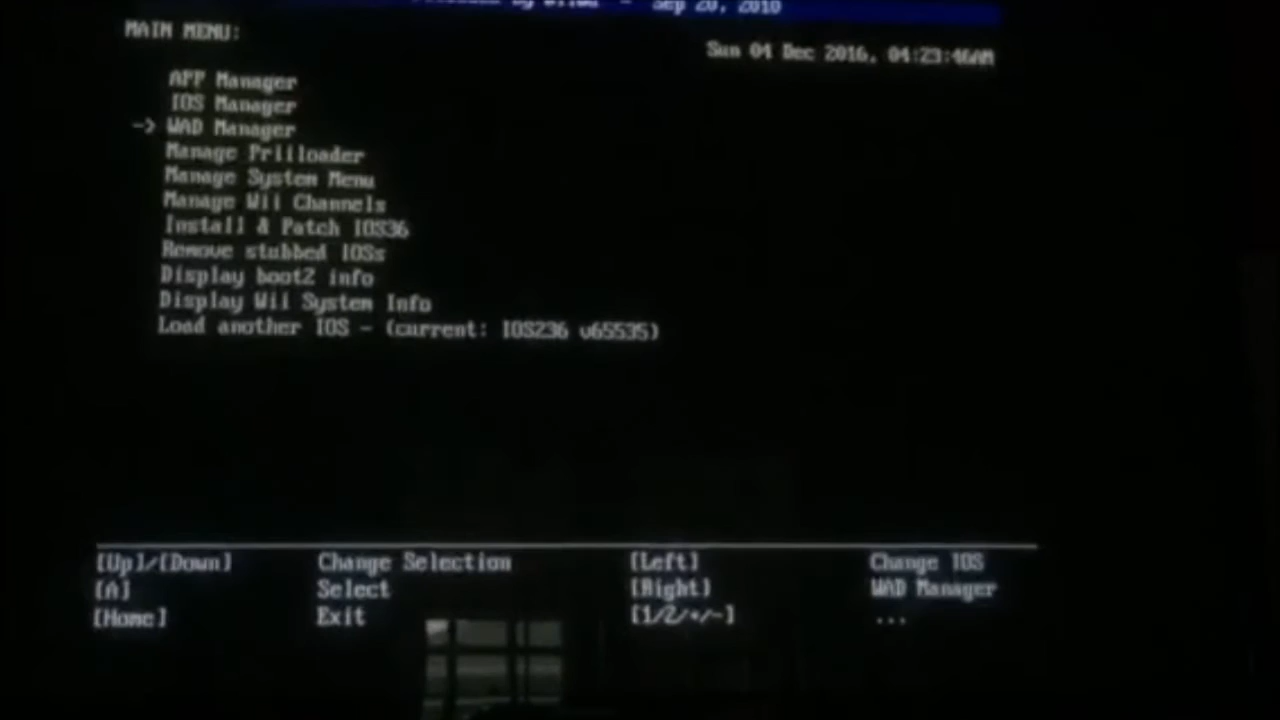 Sep 20, 2010
MAIN MENU:
Sun 04 Dec 2016, 04:23:46AM
APP Manager
IOS Manager
-> WAD Manager
Manage Priiloader
Manage System Menu
Manage Wii Channels
Install & Patch IOS36
Remove stubbed IOSs
Display boot2 info
Display Wii System Info
Load another IOS - (current: IOS236 v65535)
[Up]/[Down] Change Selection [Left] Change IOS
[A] Select [Right] WAD Manager
[Home] Exit [1/2/+/-] ...